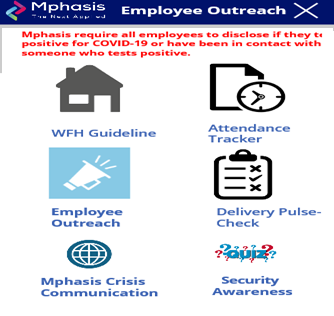 Mphasis
The Next Applied
Employee Outreach
Mphasis require all employees to disclose if they te
positive for COVID-19 or have been in contact with
someone who tests positive.
WFH Guideline
Attendance
Tracker
Employee
Outreach
Delivery Pulse-
Check
QUIZ
Mphasis Crisis
Communication
Security
Awareness